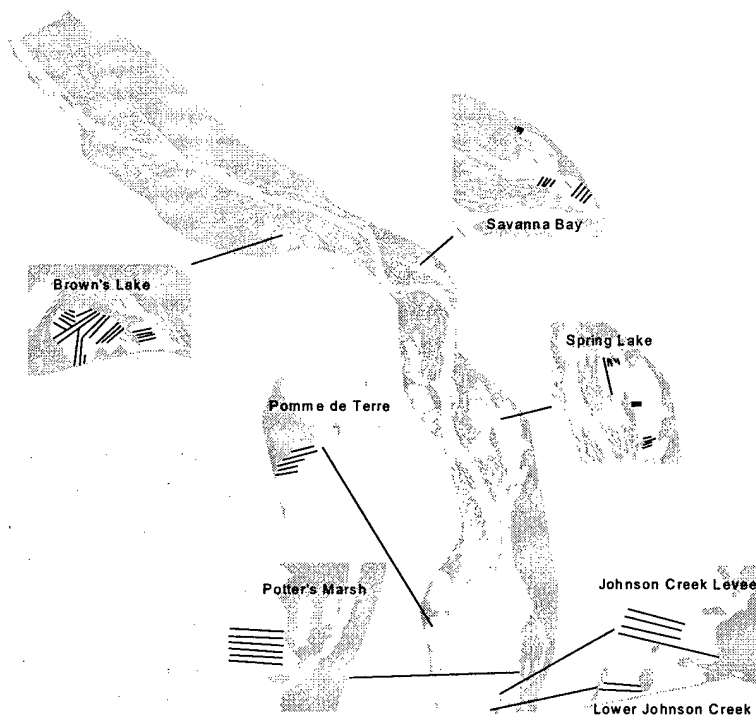 Savanna Bay
Brown's Lake
Spring Lake
Pomme de Terre
Potter's Marsh
Johnson Creek Levee
Lower Johnson Creek